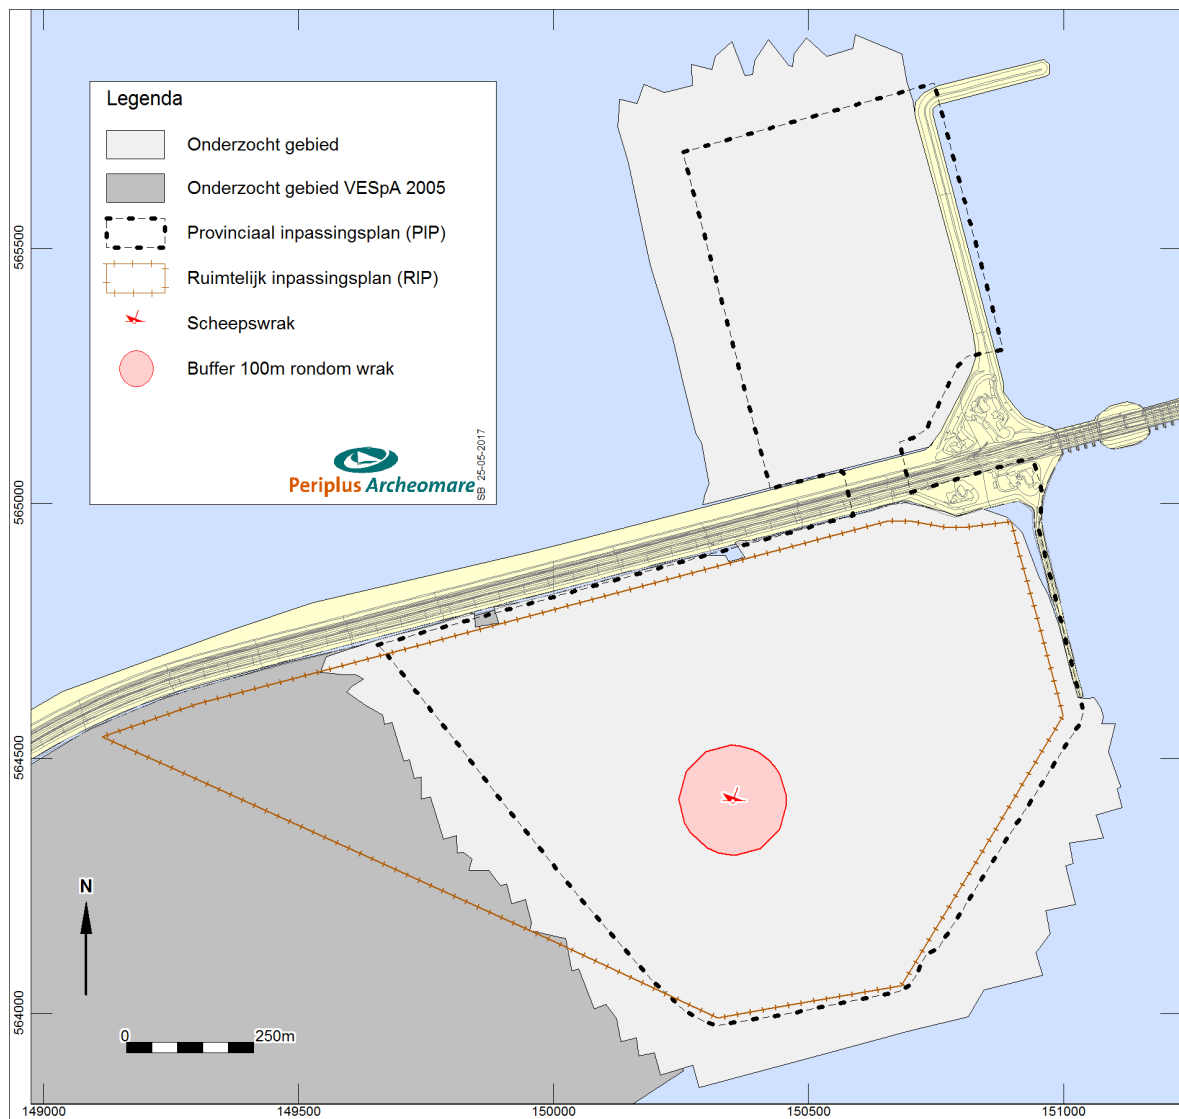 Legenda
Onderzocht gebied
Onderzocht gebied VESpA 2005
Provinciaal inpassingsplan (PIP)
Ruimtelijk inpassingsplan (RIP)
Scheepswrak
Buffer 100m rondom wrak
Periplus Archeomare
SB 25-05-2017
565500
565000
564500
564000
N
0 250m
149000 149500 150000 150500 151000